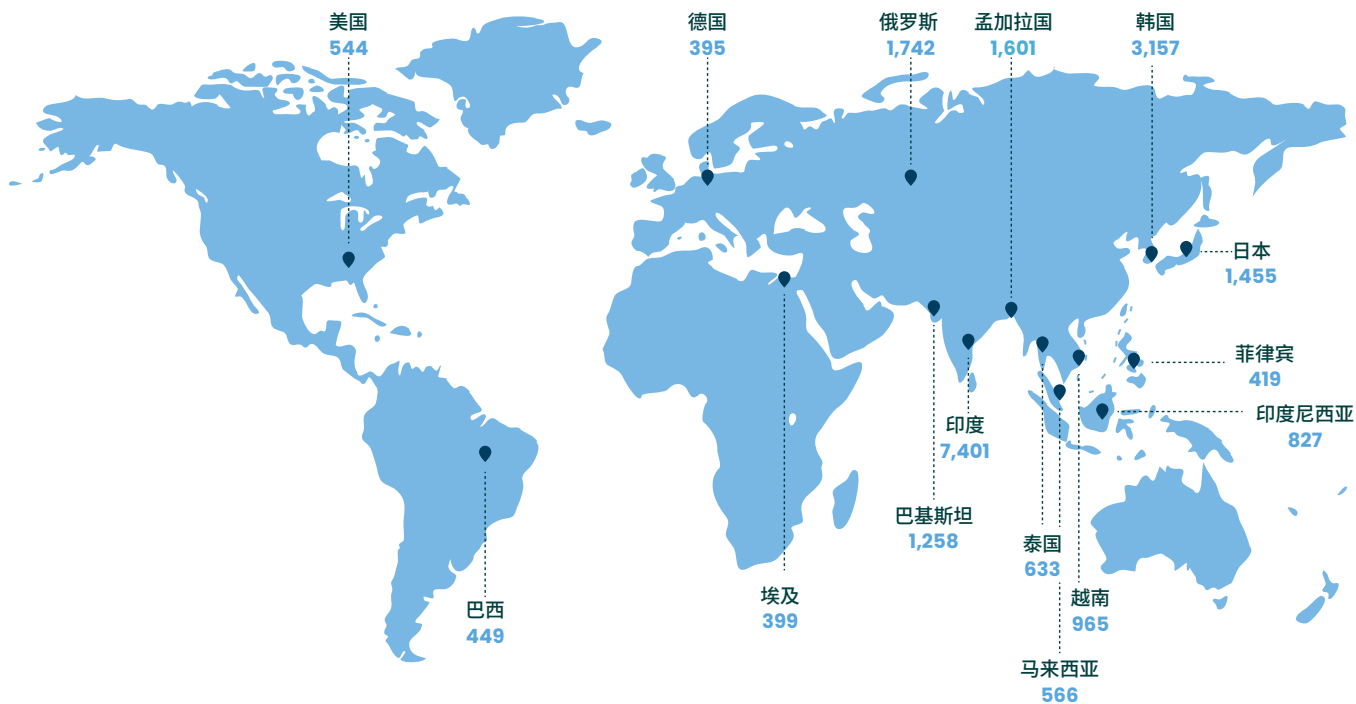 美国
544
德国
395
俄罗斯
1,742
孟加拉国
1,601
韩国
3,157
日本
1,455
菲律宾
419
印度尼西亚
827
印度
7,401
巴基斯坦
1,258
泰国
633
埃及
399
越南
965
巴西
449
马来西亚
566